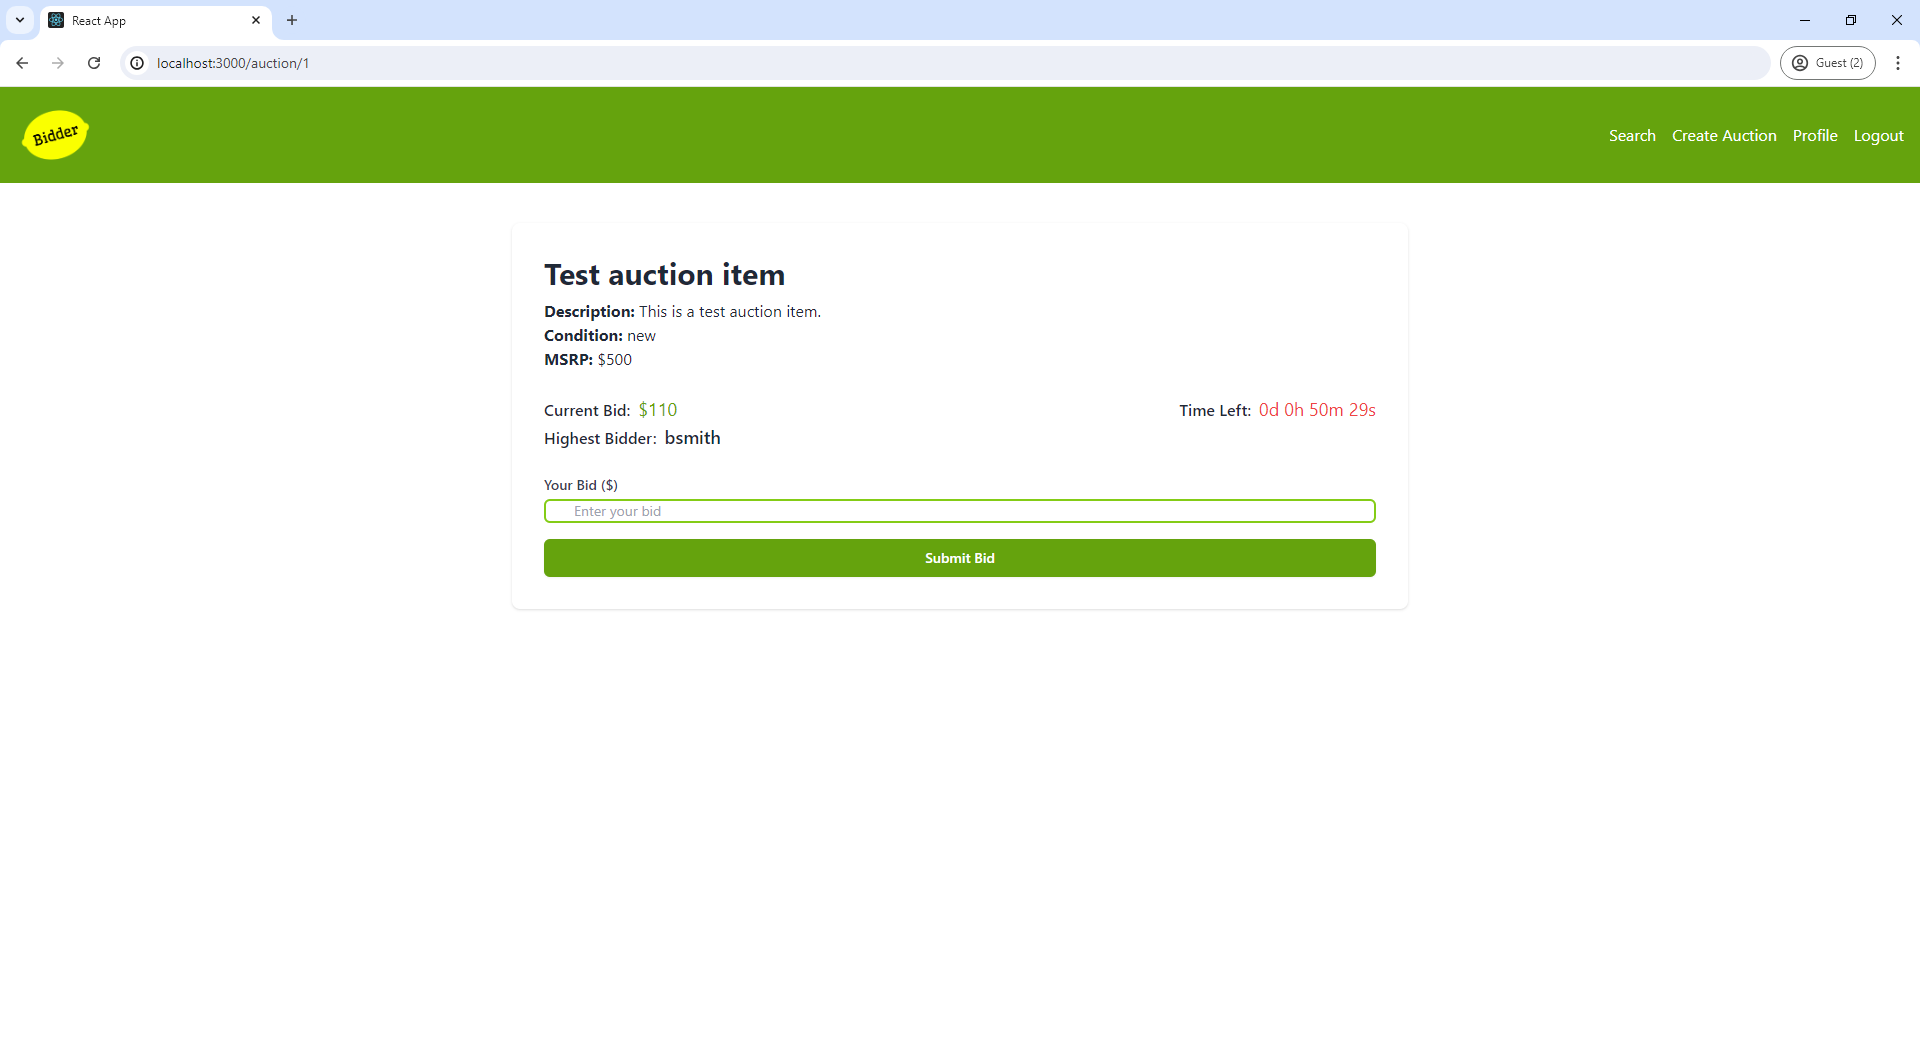 React App
localhost:3000/auction/1
Guest (2)
Bidder
Search Create Auction Profile Logout
Test auction item
Description: This is a test auction item.
Condition: new
MSRP: $500
Current Bid: $110
Time Left: 0d 0h 50m 29s
Highest Bidder: bsmith
Your Bid ($)
Enter your bid
Submit Bid